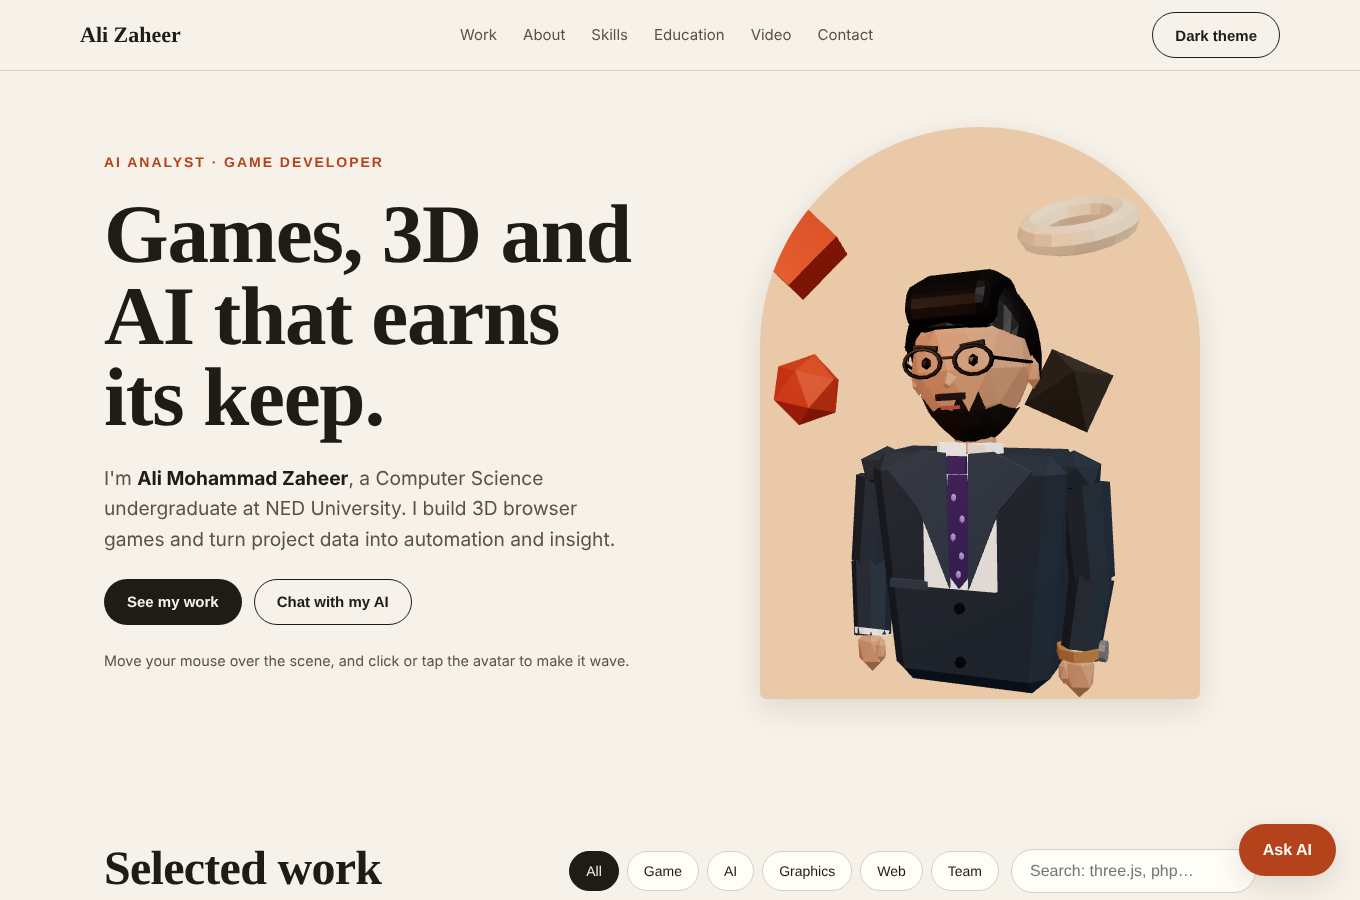 Ali Zaheer
Work About Skills Education Video Contact
Dark theme
AI ANALYST · GAME DEVELOPER
Games, 3D and
AI that earns
its keep.
I'm Ali Mohammad Zaheer, a Computer Science
undergraduate at NED University. I build 3D browser
games and turn project data into automation and insight.
See my work
Chat with my AI
Move your mouse over the scene, and click or tap the avatar to make it wave.
Selected work
All Game AI Graphics Web Team
Search: three.js, php…
Ask AI